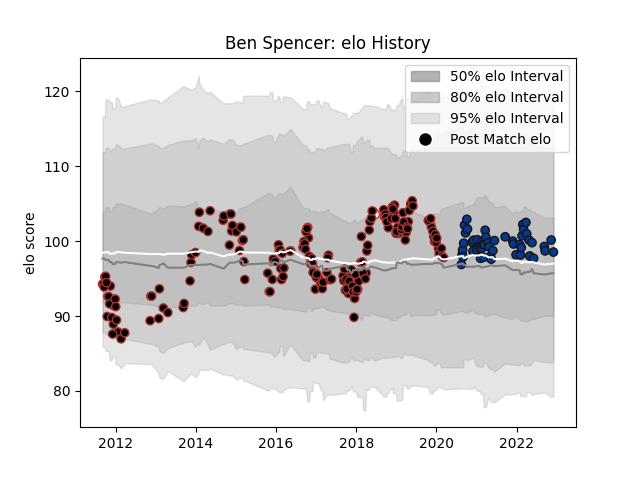 Ben Spencer: elo History
50% elo Interval
80% elo Interval
95% elo Interval
Post Match elo
elo score
120
110
100
90
80
2012 2014 2016 2018 2020 2022